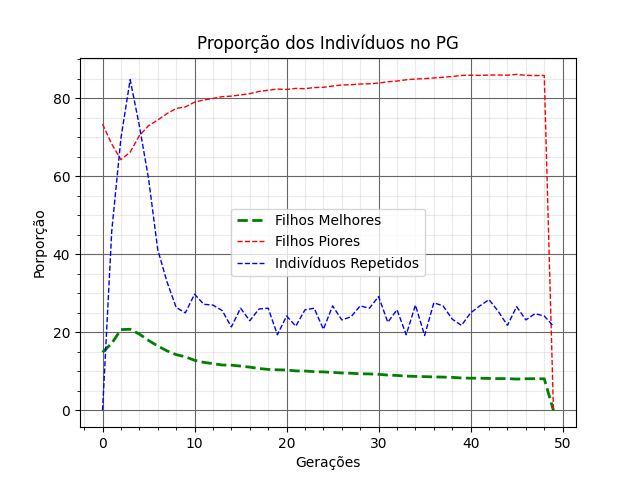 Proporção dos Indivíduos no PG
Porporção
80
60
40
20
0
Filhos Melhores
Filhos Piores
Indivíduos Repetidos
0 10 20 30 40 50
Gerações